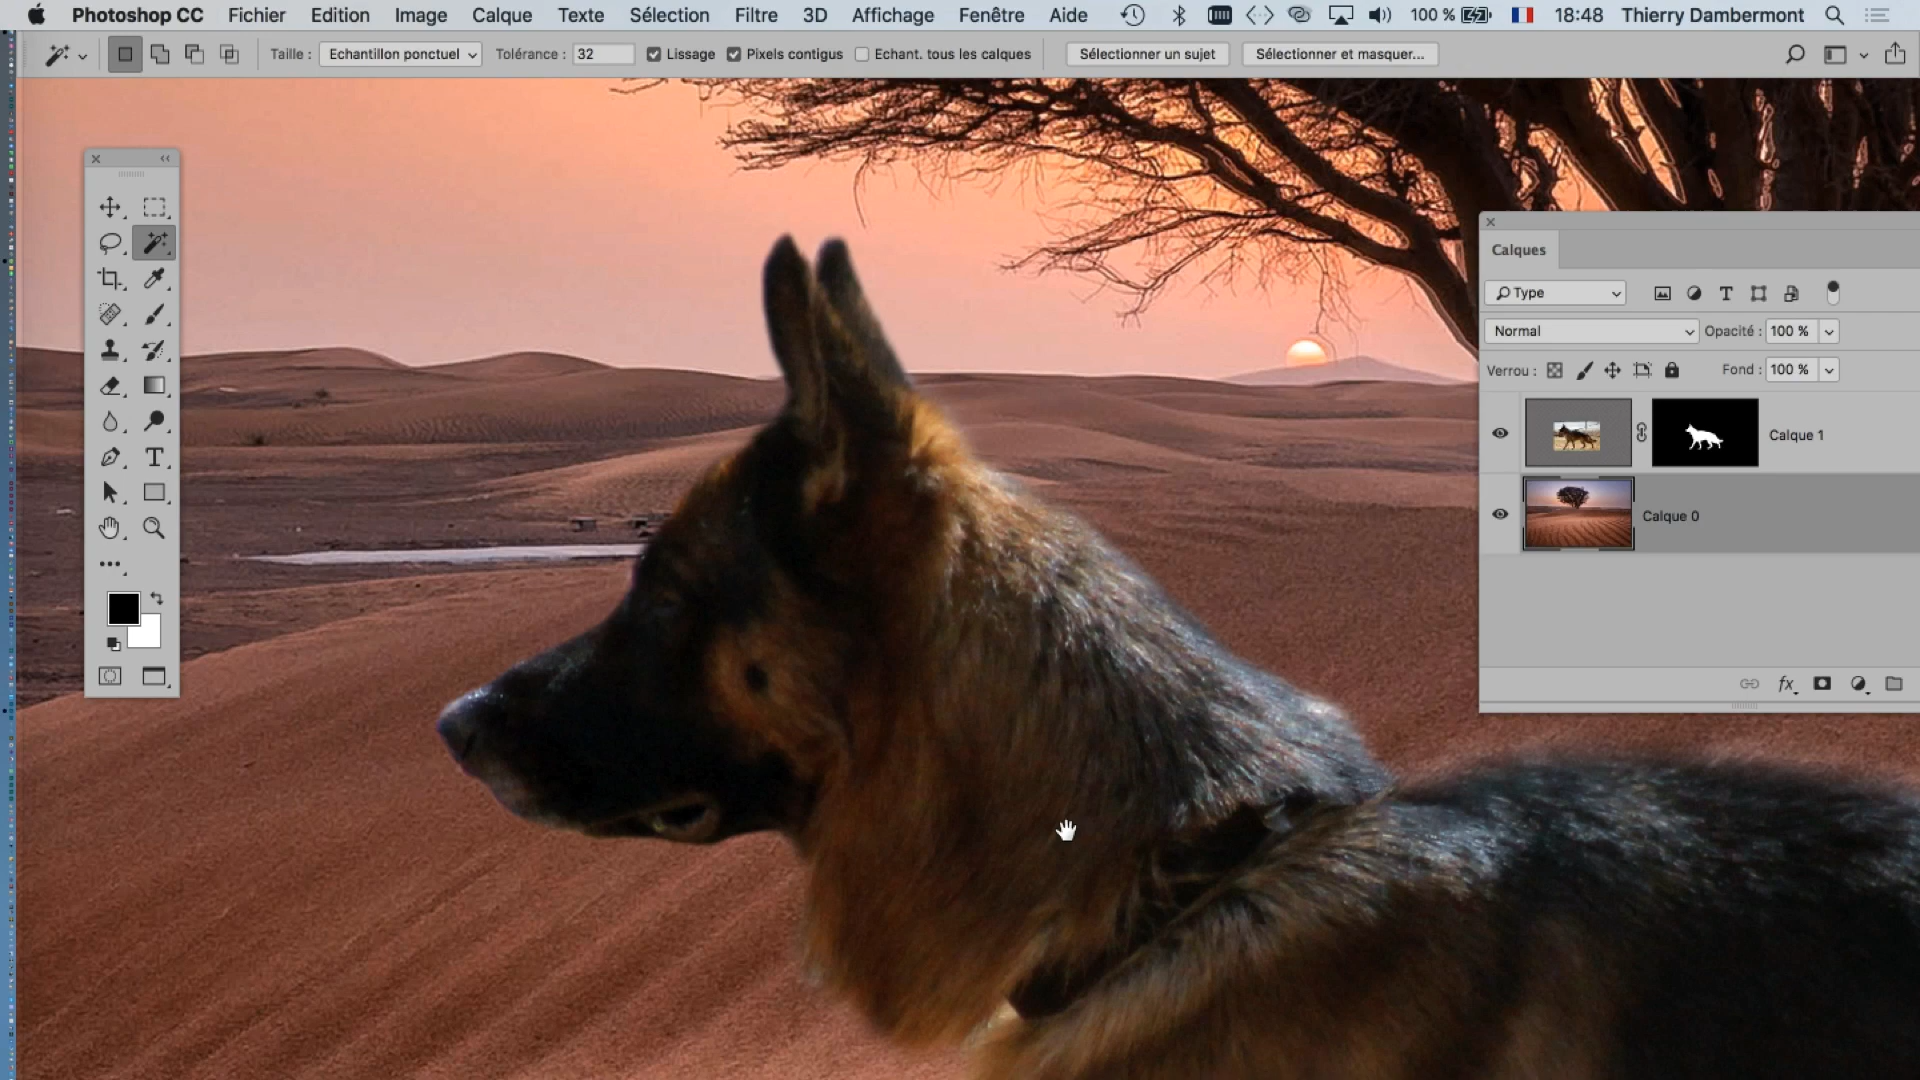 Photoshop CC Fichier Edition Image Calque Texte Sélection Filtre 3D Affichage Fenêtre Aide 100 % 18:48 Thierry Dambermont
Taille : Echantillon ponctuel Tolérance : 32 Lissage Pixels contigus Echant. tous les calques Sélectionner un sujet Sélectionner et masquer...
Calques
Type
Normal Opacité : 100 %
Verrou : Fond : 100 %
Calque 1
Calque 0
fx